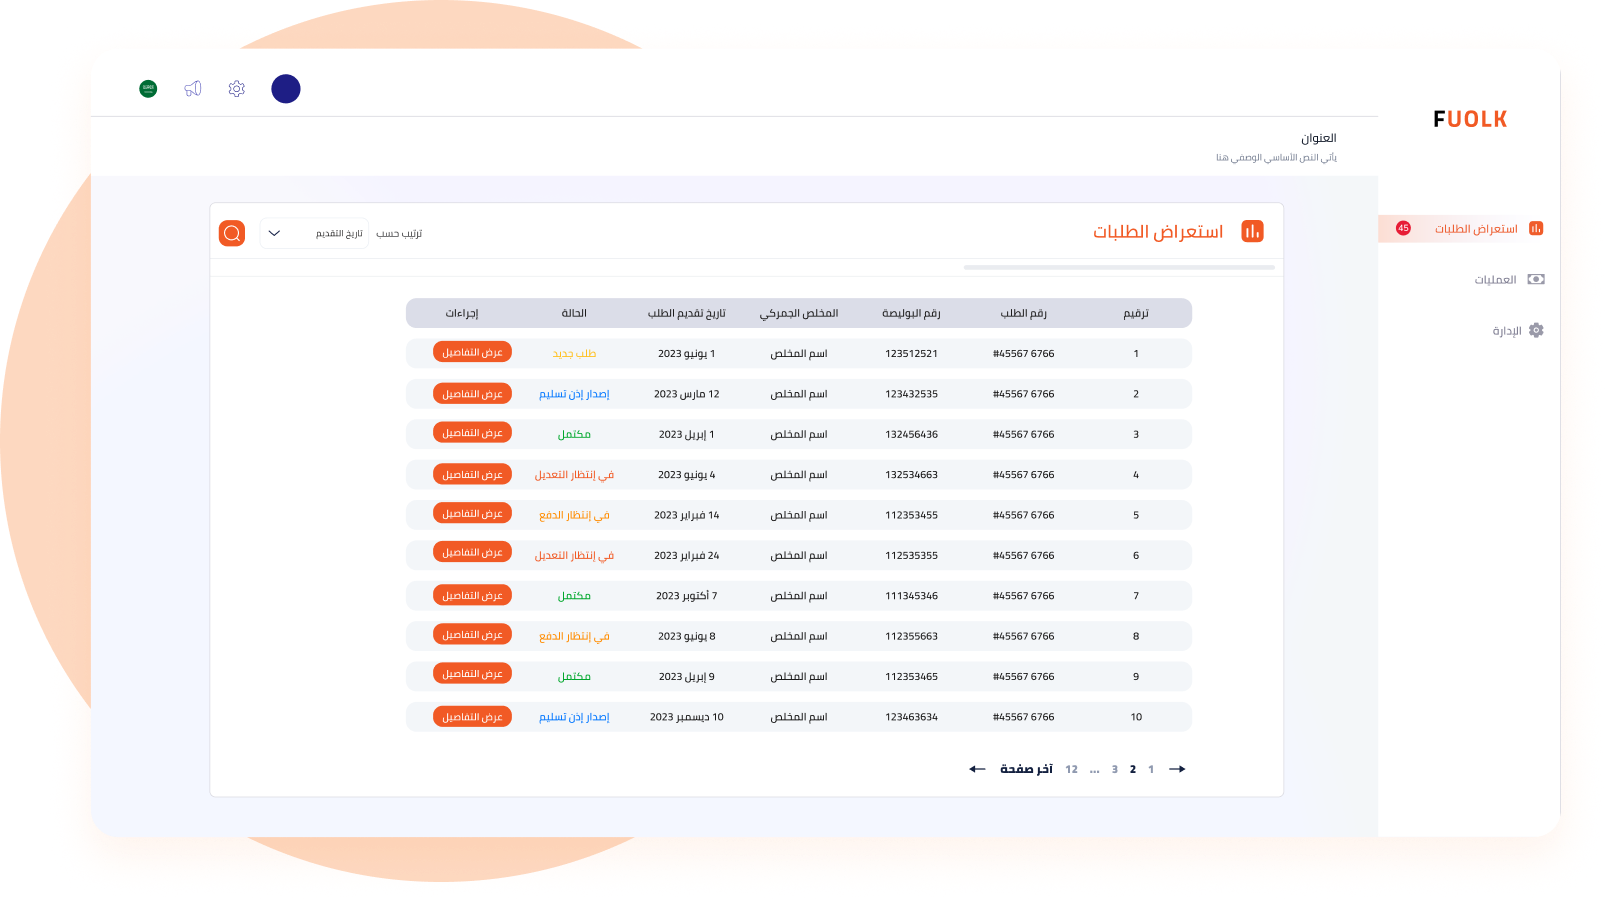 FUOLK
استعراض الطلبات 45
العمليات
الإدارة
العنوان
يأتي النص الأساسي الوصفي هنا
استعراض الطلبات
ترتيب حسب تاريخ التقديم
ترقيم رقم الطلب رقم البوليصة المخلص الجمركي تاريخ تقديم الطلب الحالة إجراءات
1 #45567 6766 123512521 اسم المخلص 1 يونيو 2023 طلب جديد عرض التفاصيل
2 #45567 6766 123432535 اسم المخلص 12 مارس 2023 إصدار إذن تسليم عرض التفاصيل
3 #45567 6766 132456436 اسم المخلص 1 إبريل 2023 مكتمل عرض التفاصيل
4 #45567 6766 132534663 اسم المخلص 4 يونيو 2023 في إنتظار التعديل عرض التفاصيل
5 #45567 6766 112353455 اسم المخلص 14 فبراير 2023 في إنتظار الدفع عرض التفاصيل
6 #45567 6766 112535355 اسم المخلص 24 فبراير 2023 في إنتظار التعديل عرض التفاصيل
7 #45567 6766 111345346 اسم المخلص 7 أكتوبر 2023 مكتمل عرض التفاصيل
8 #45567 6766 112355663 اسم المخلص 8 يونيو 2023 في إنتظار الدفع عرض التفاصيل
9 #45567 6766 112353465 اسم المخلص 9 إبريل 2023 مكتمل عرض التفاصيل
10 #45567 6766 123463634 اسم المخلص 10 ديسمبر 2023 إصدار إذن تسليم عرض التفاصيل
1 2 3 ... 12 آخر صفحة